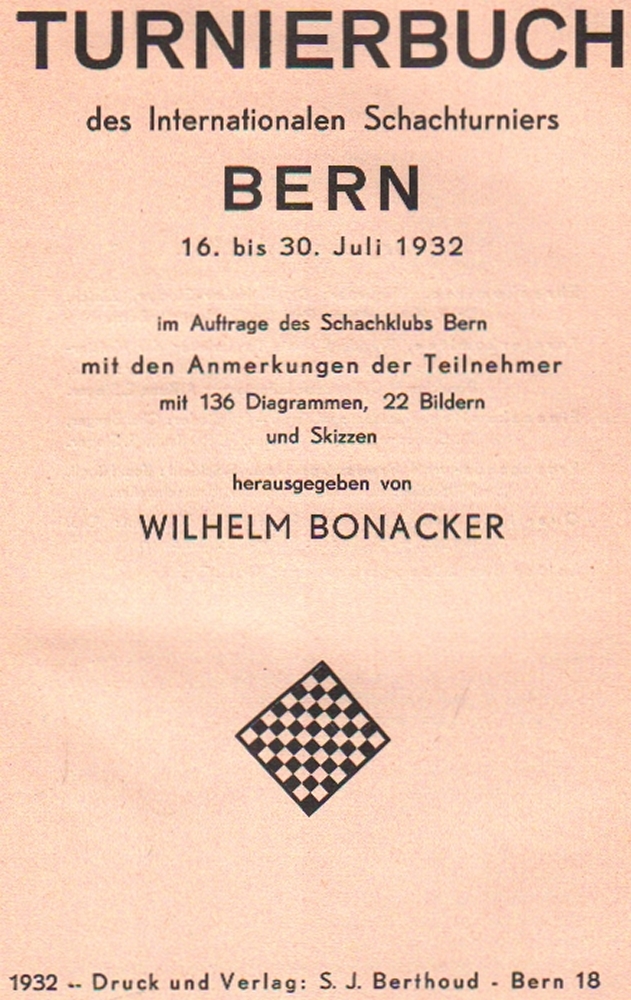 TURNIERBUCH
des Internationalen Schachturniers
BERN
16. bis 30. Juli 1932
im Auftrage des Schachklubs Bern
mit den Anmerkungen der Teilnehmer
mit 136 Diagrammen, 22 Bildern
und Skizzen
herausgegeben von
WILHELM BONACKER
1932 -- Druck und Verlag: S. J. Berthoud - Bern 18